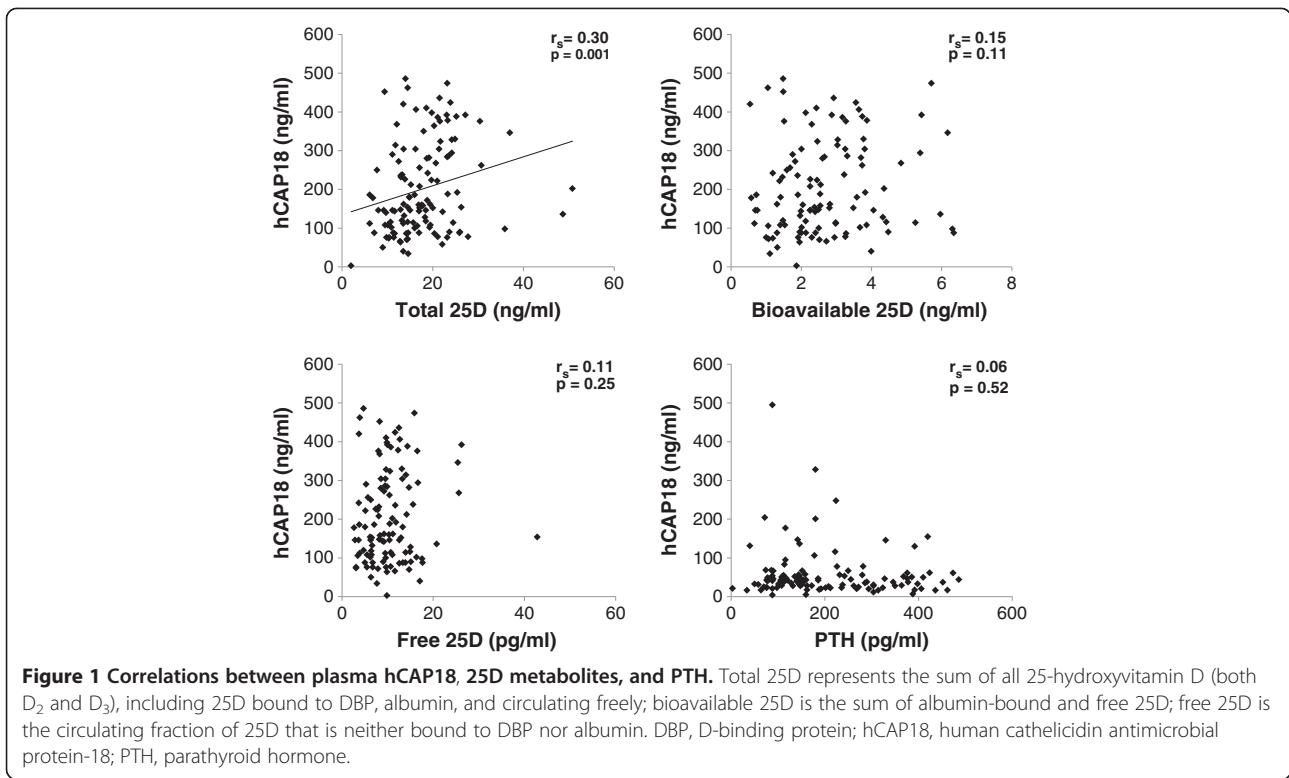 r_s = 0.30
p = 0.001
600
500
400
300
200
100
0
hCAP18 (ng/ml)
0 20 40 60
Total 25D (ng/ml)
r_s = 0.15
p = 0.11
600
500
400
300
200
100
0
hCAP18 (ng/ml)
0 2 4 6 8
Bioavailable 25D (ng/ml)
r_s = 0.11
p = 0.25
600
500
400
300
200
100
0
hCAP18 (ng/ml)
0 20 40 60
Free 25D (pg/ml)
r_s = 0.06
p = 0.52
600
500
400
300
200
100
0
hCAP18 (ng/ml)
0 200 400 600
PTH (pg/ml)
Figure 1 Correlations between plasma hCAP18, 25D metabolites, and PTH. Total 25D represents the sum of all 25-hydroxyvitamin D (both
D₂ and D₃), including 25D bound to DBP, albumin, and circulating freely; bioavailable 25D is the sum of albumin-bound and free 25D; free 25D is
the circulating fraction of 25D that is neither bound to DBP nor albumin. DBP, D-binding protein; hCAP18, human cathelicidin antimicrobial
protein-18; PTH, parathyroid hormone.